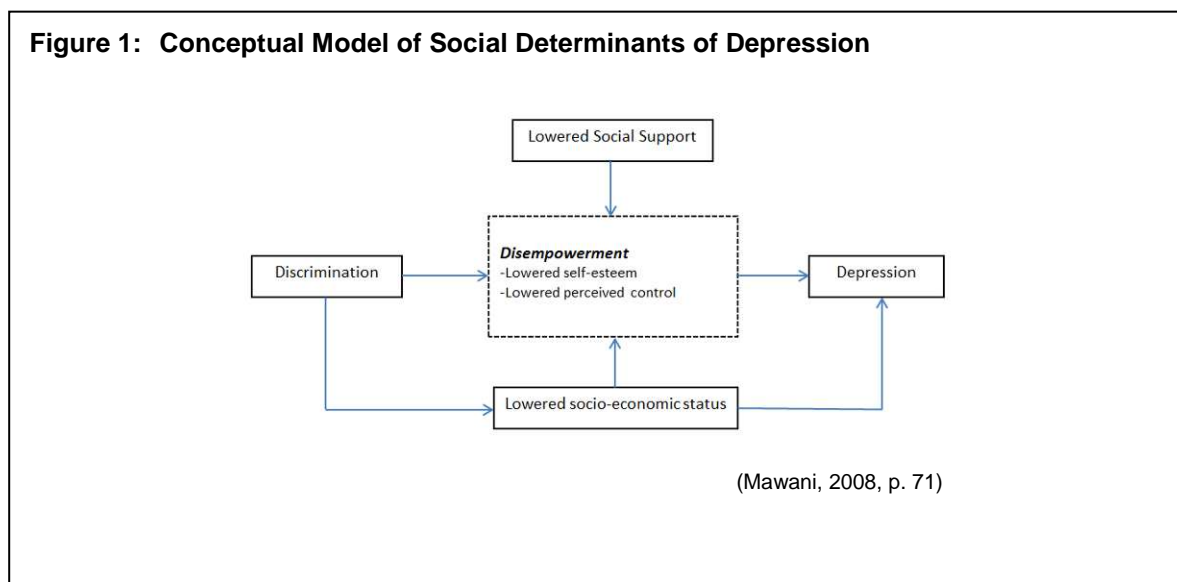 Figure 1: Conceptual Model of Social Determinants of Depression
Lowered Social Support
Disempowerment
-Lowered self-esteem
-Lowered perceived control
Discrimination
Depression
Lowered socio-economic status
(Mawani, 2008, p. 71)